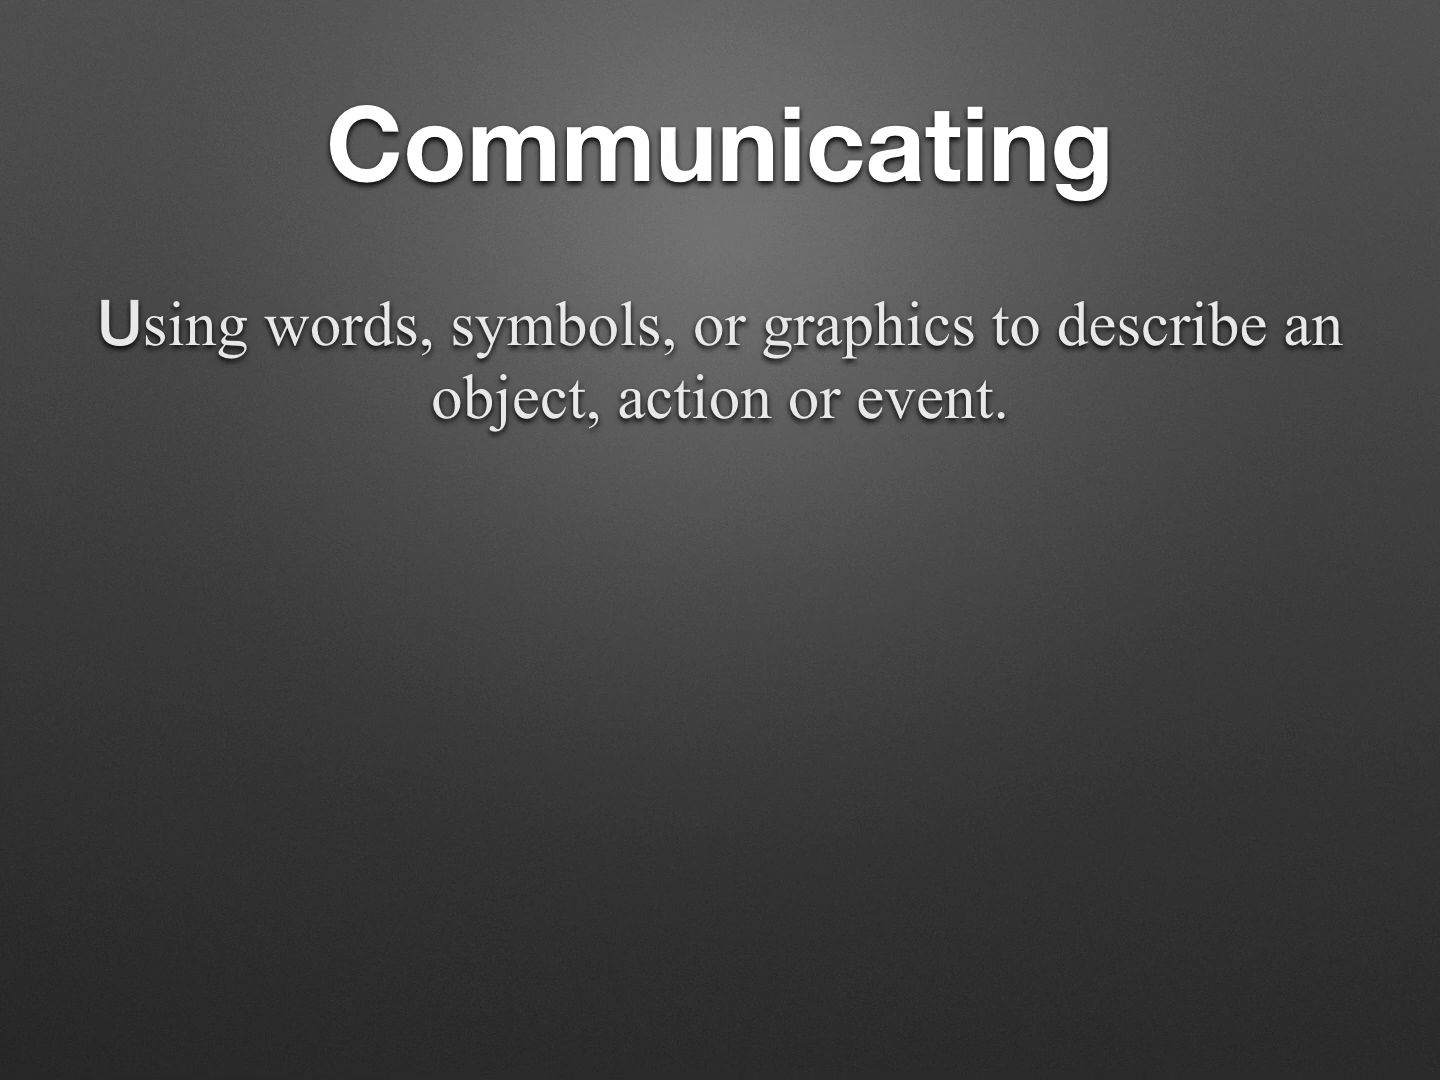 Communicating
Using words, symbols, or graphics to describe an
object, action or event.